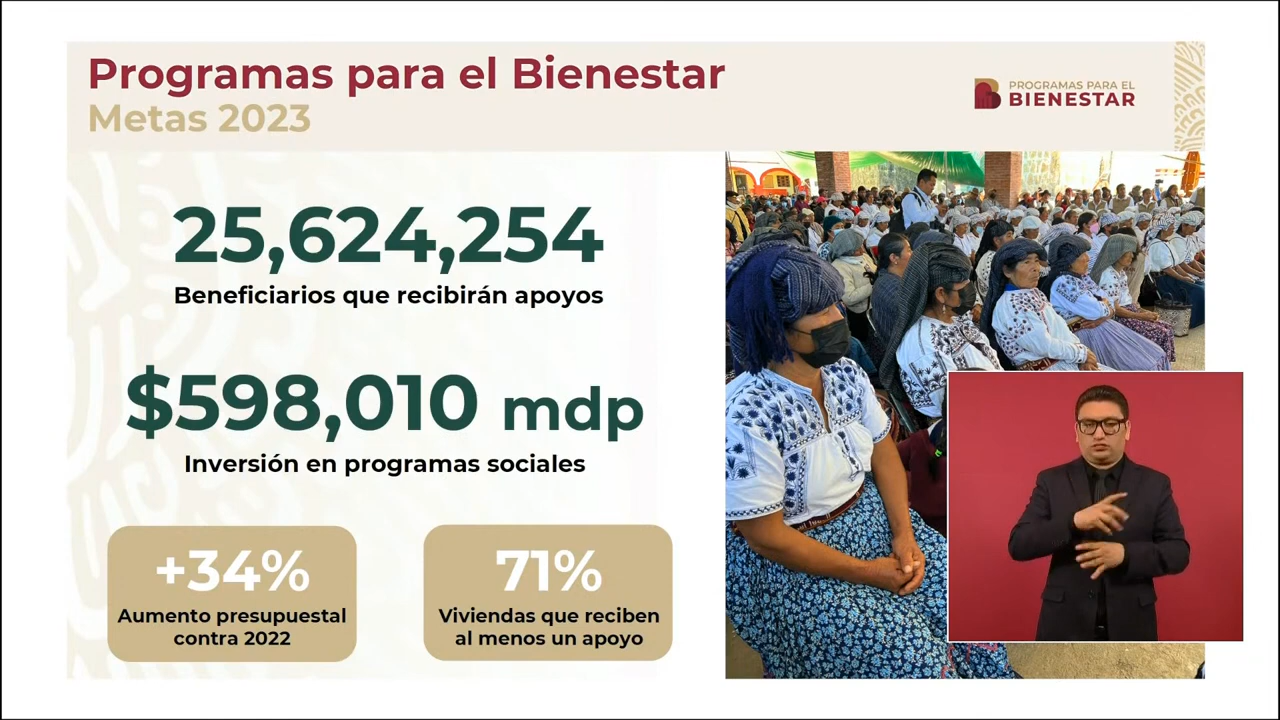 Programas para el Bienestar
Metas 2023
PROGRAMAS PARA EL
BIENESTAR
25,624,254
Beneficiarios que recibirán apoyos
$598,010 mdp
Inversión en programas sociales
+34%
Aumento presupuestal
contra 2022
71%
Viviendas que reciben
al menos un apoyo